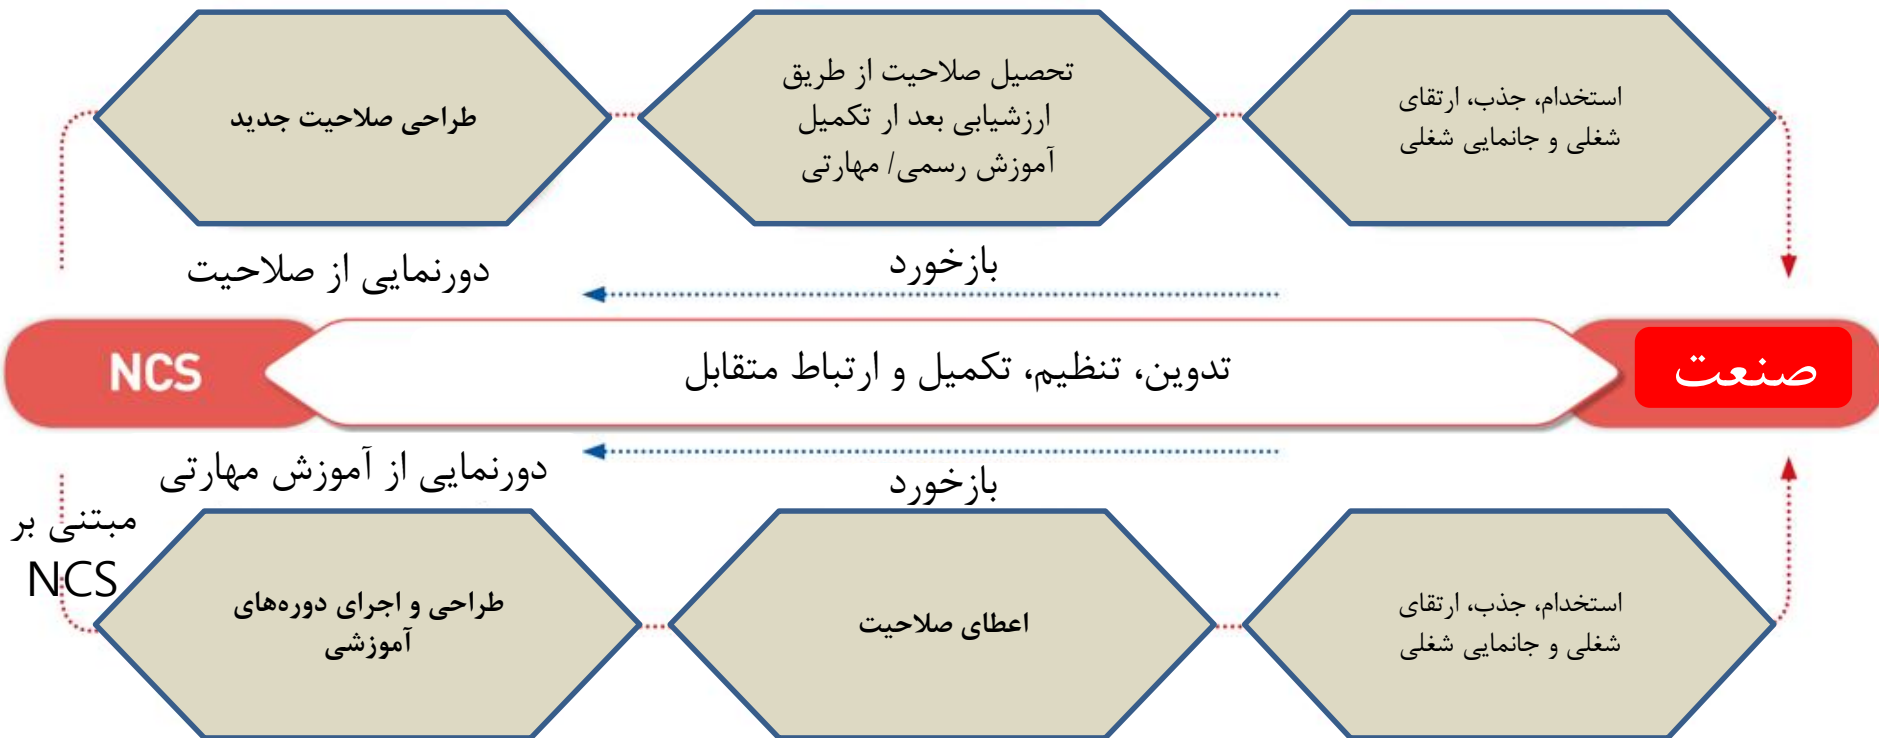 استخدام، جذب، ارتقای
شغلی و جانمایی شغلی
تحصیل صلاحیت از طریق
ارزشیابی بعد ار تکمیل
آموزش رسمی/ مهارتی
طراحی صلاحیت جدید
بازخورد
دورنمایی از صلاحیت
صنعت
تدوین، تنظیم، تکمیل و ارتباط متقابل
NCS
بازخورد
دورنمایی از آموزش مهارتی
مبتنی بر
NCS
استخدام، جذب، ارتقای
شغلی و جانمایی شغلی
اعطای صلاحیت
طراحی و اجرای دوره‌های
آموزشی